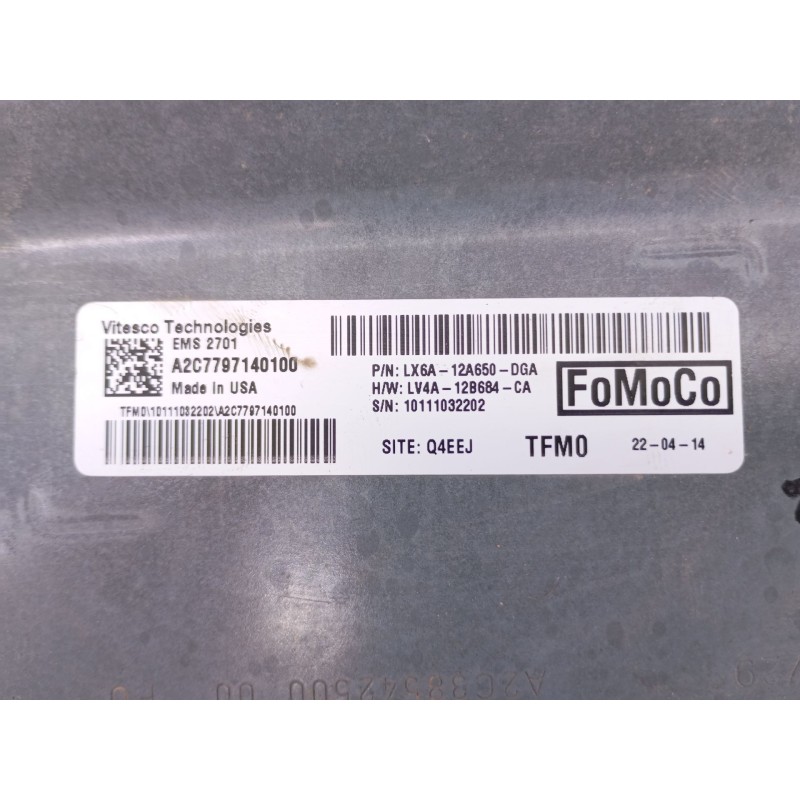 Vitesco Technologies
EMS 2701
A2C7797140100
Made in USA
TFM0\10111032202\A2C7797140100
P/N: LX6A-12A650-DGA
H/W: LV4A-12B684-CA
S/N: 10111032202
FoMoCo
SITE: Q4EEJ TFM0 22-04-14